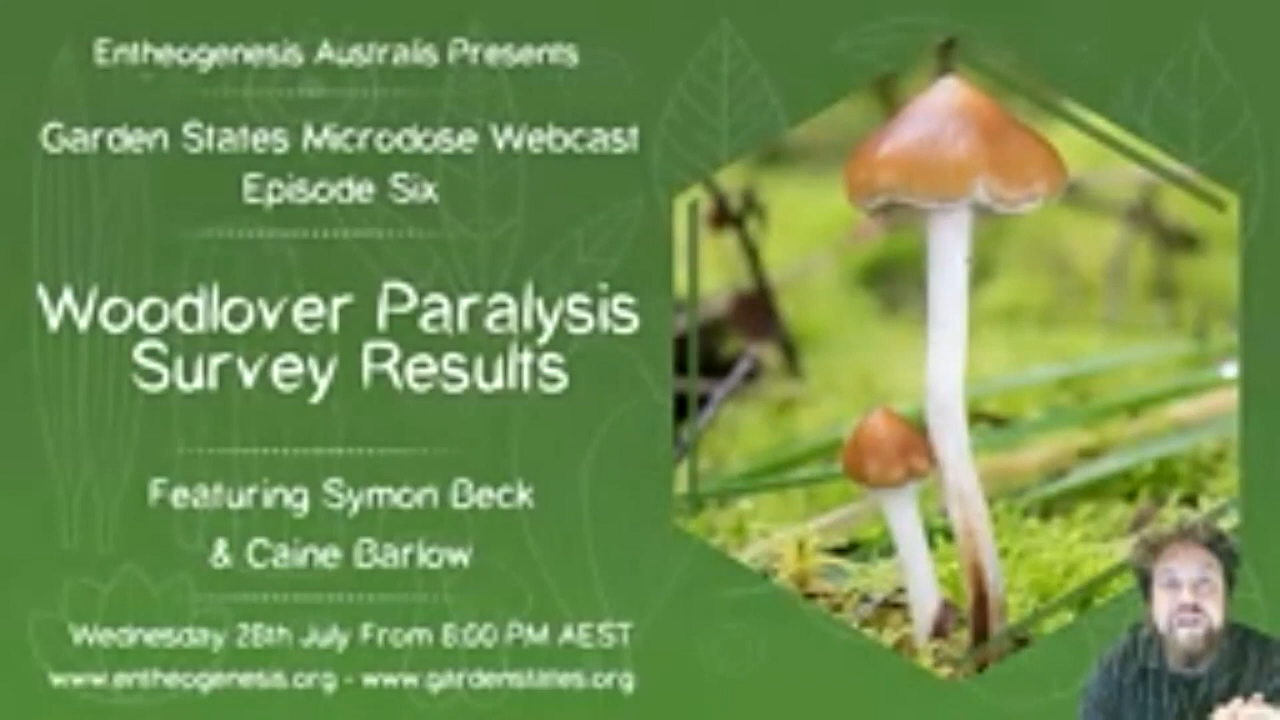 Entheogenesis Australis Presents
Garden States Microdose Webcast
Episode Six
Woodlover Paralysis
Survey Results
Featuring Symon Beck
& Caine Barlow
Wednesday 28th July From 8:00 PM AEST
www.entheogenesis.org - www.gardenstates.org